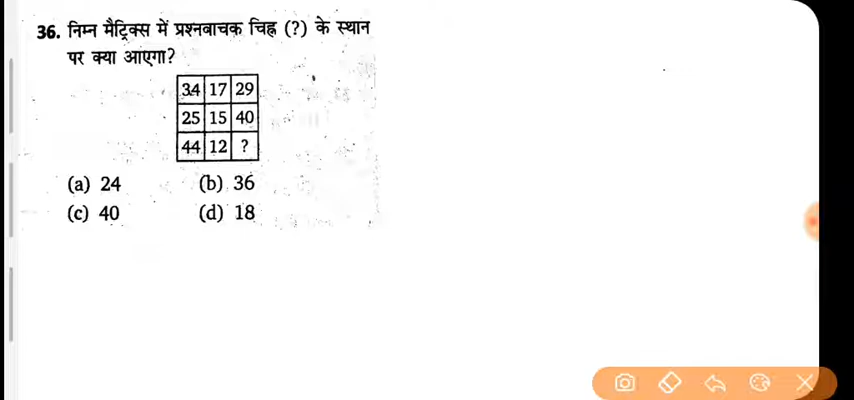 36. निम्न मैट्रिक्स में प्रश्नवाचक चिह्न (?) के स्थान
पर क्या आएगा?
34 17 29
25 15 40
44 12 ?
(a) 24 (b) 36
(c) 40 (d) 18